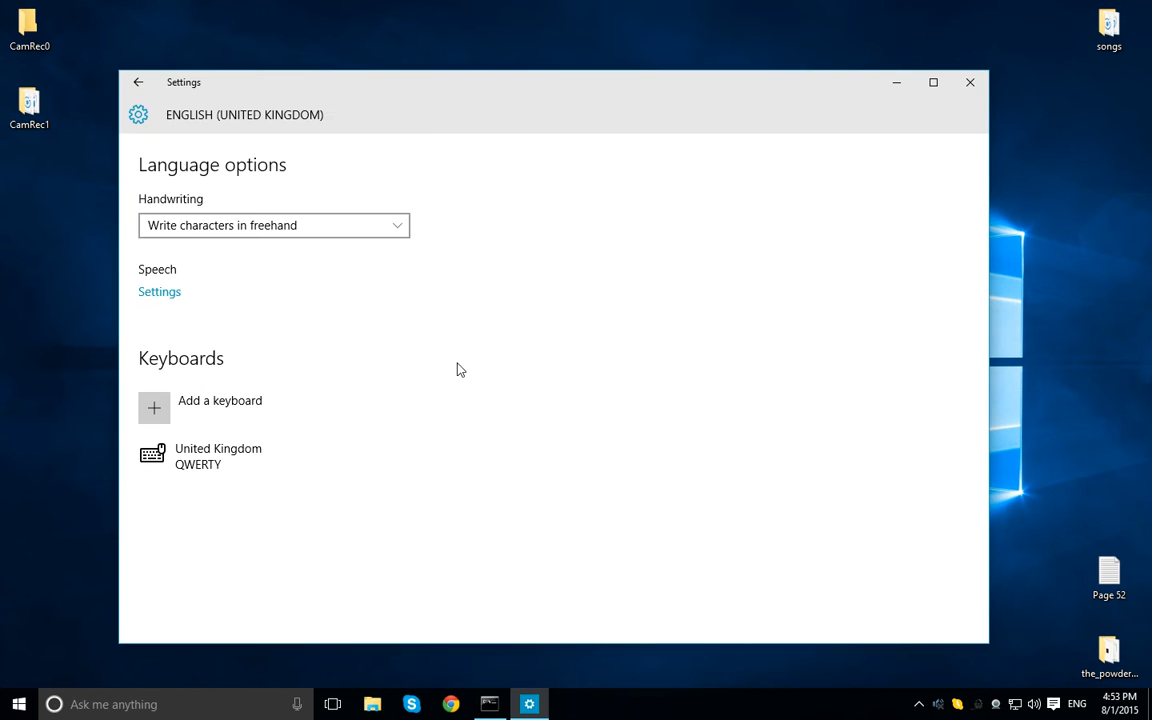 CamRec0
songs
CamRec1
Settings
ENGLISH (UNITED KINGDOM)
Language options
Handwriting
Write characters in freehand
Speech
Settings
Keyboards
Add a keyboard
United Kingdom
QWERTY
Page 52
the_powder...
Ask me anything
ENG
4:53 PM
8/1/2015